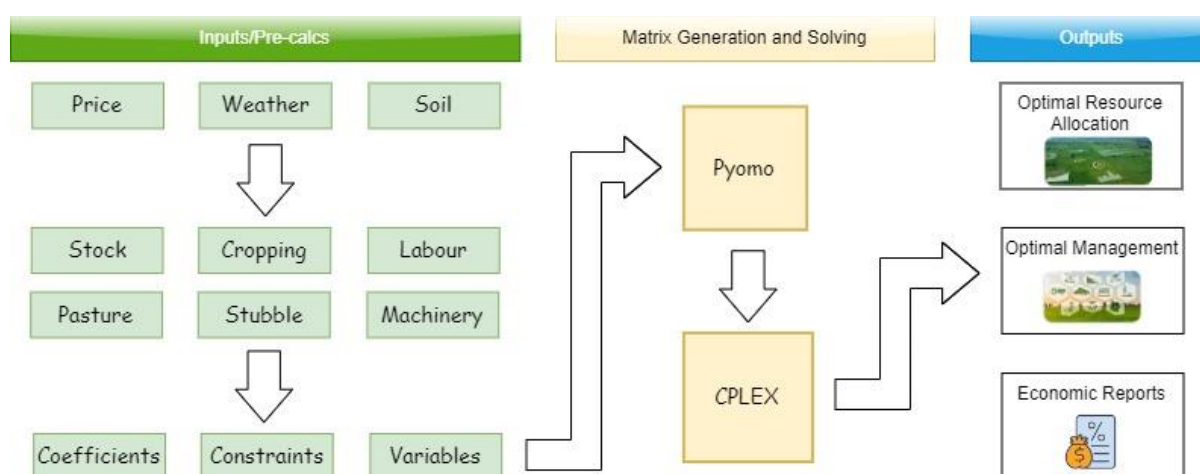 Inputs/Pre-calcs
Matrix Generation and Solving
Outputs
Price
Weather
Soil
Stock
Cropping
Labour
Pasture
Stubble
Machinery
Coefficients
Constraints
Variables
Pyomo
CPLEX
Optimal Resource
Allocation
Optimal Management
Economic Reports
%
$